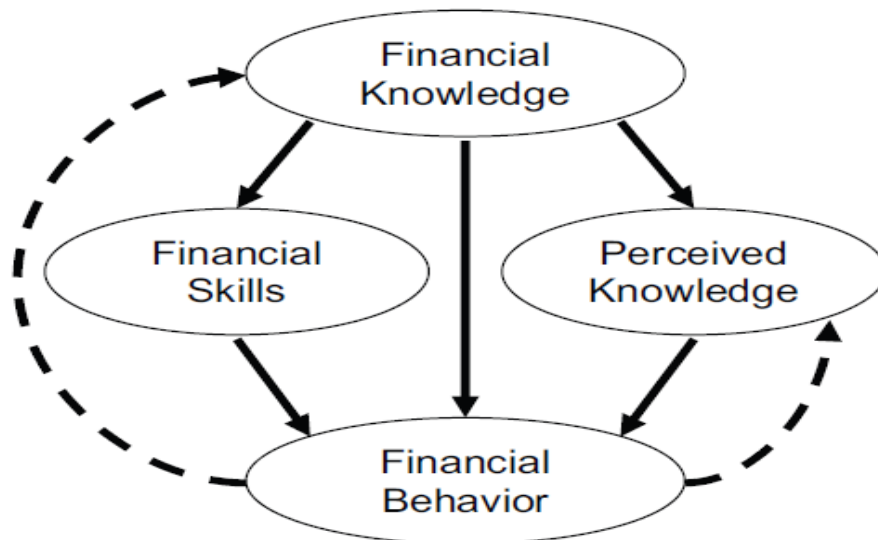 Financial
Knowledge
Financial
Skills
Perceived
Knowledge
Financial
Behavior